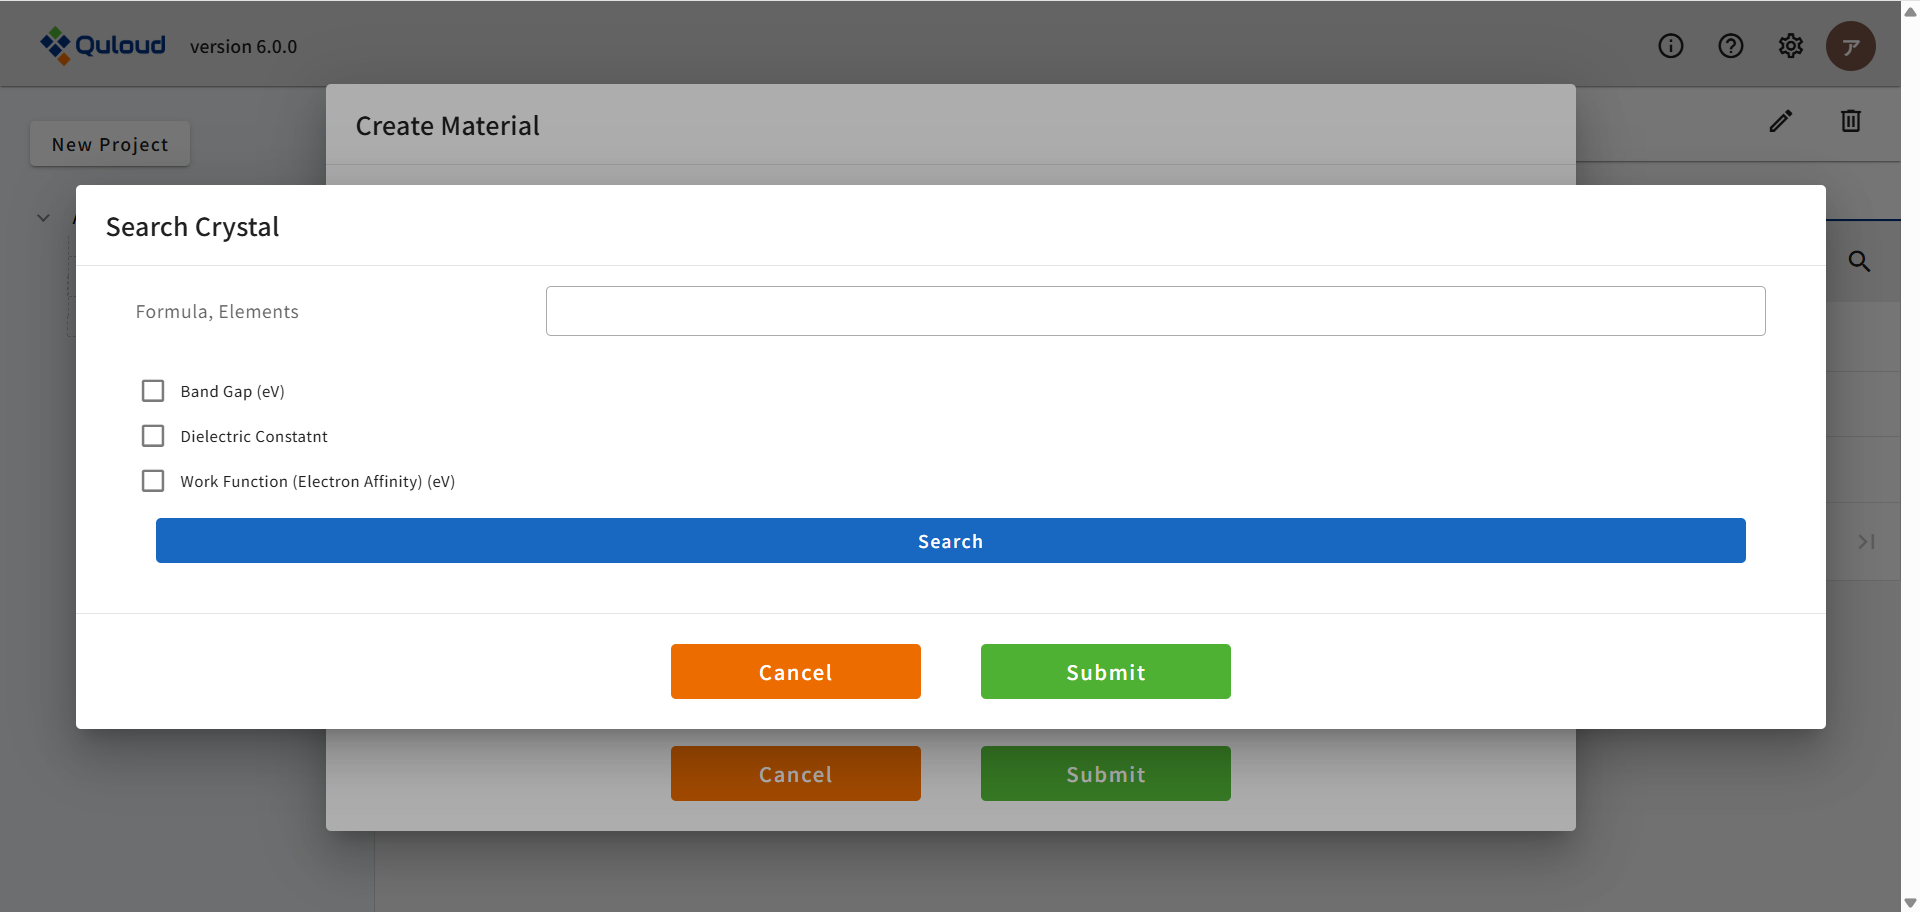 Quloud version 6.0.0
ア
Create Material
New Project
Search Crystal
Formula, Elements
Band Gap (eV)
Dielectric Constatnt
Work Function (Electron Affinity) (eV)
Search
Cancel Submit
Cancel Submit